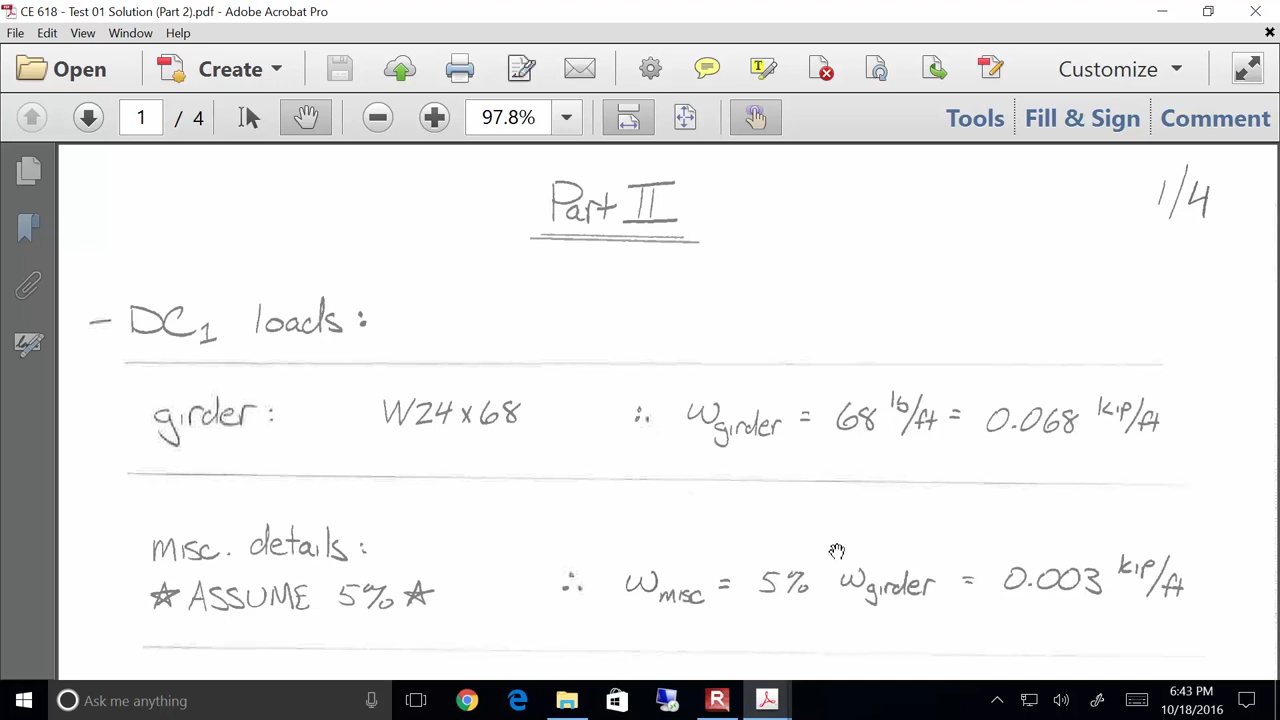 CE 618 - Test 01 Solution (Part 2).pdf - Adobe Acrobat Pro
File Edit View Window Help
Open Create Customize
1 / 4 97.8% Tools Fill & Sign Comment
Part II
1/4
- DC1 loads:
girder: W24x68 ∴ wgirder = 68 lb/ft = 0.068 kip/ft
misc. details:
☆ ASSUME 5% ☆ ∴ wmisc = 5% wgirder = 0.003 kip/ft
Ask me anything
6:43 PM
10/18/2016